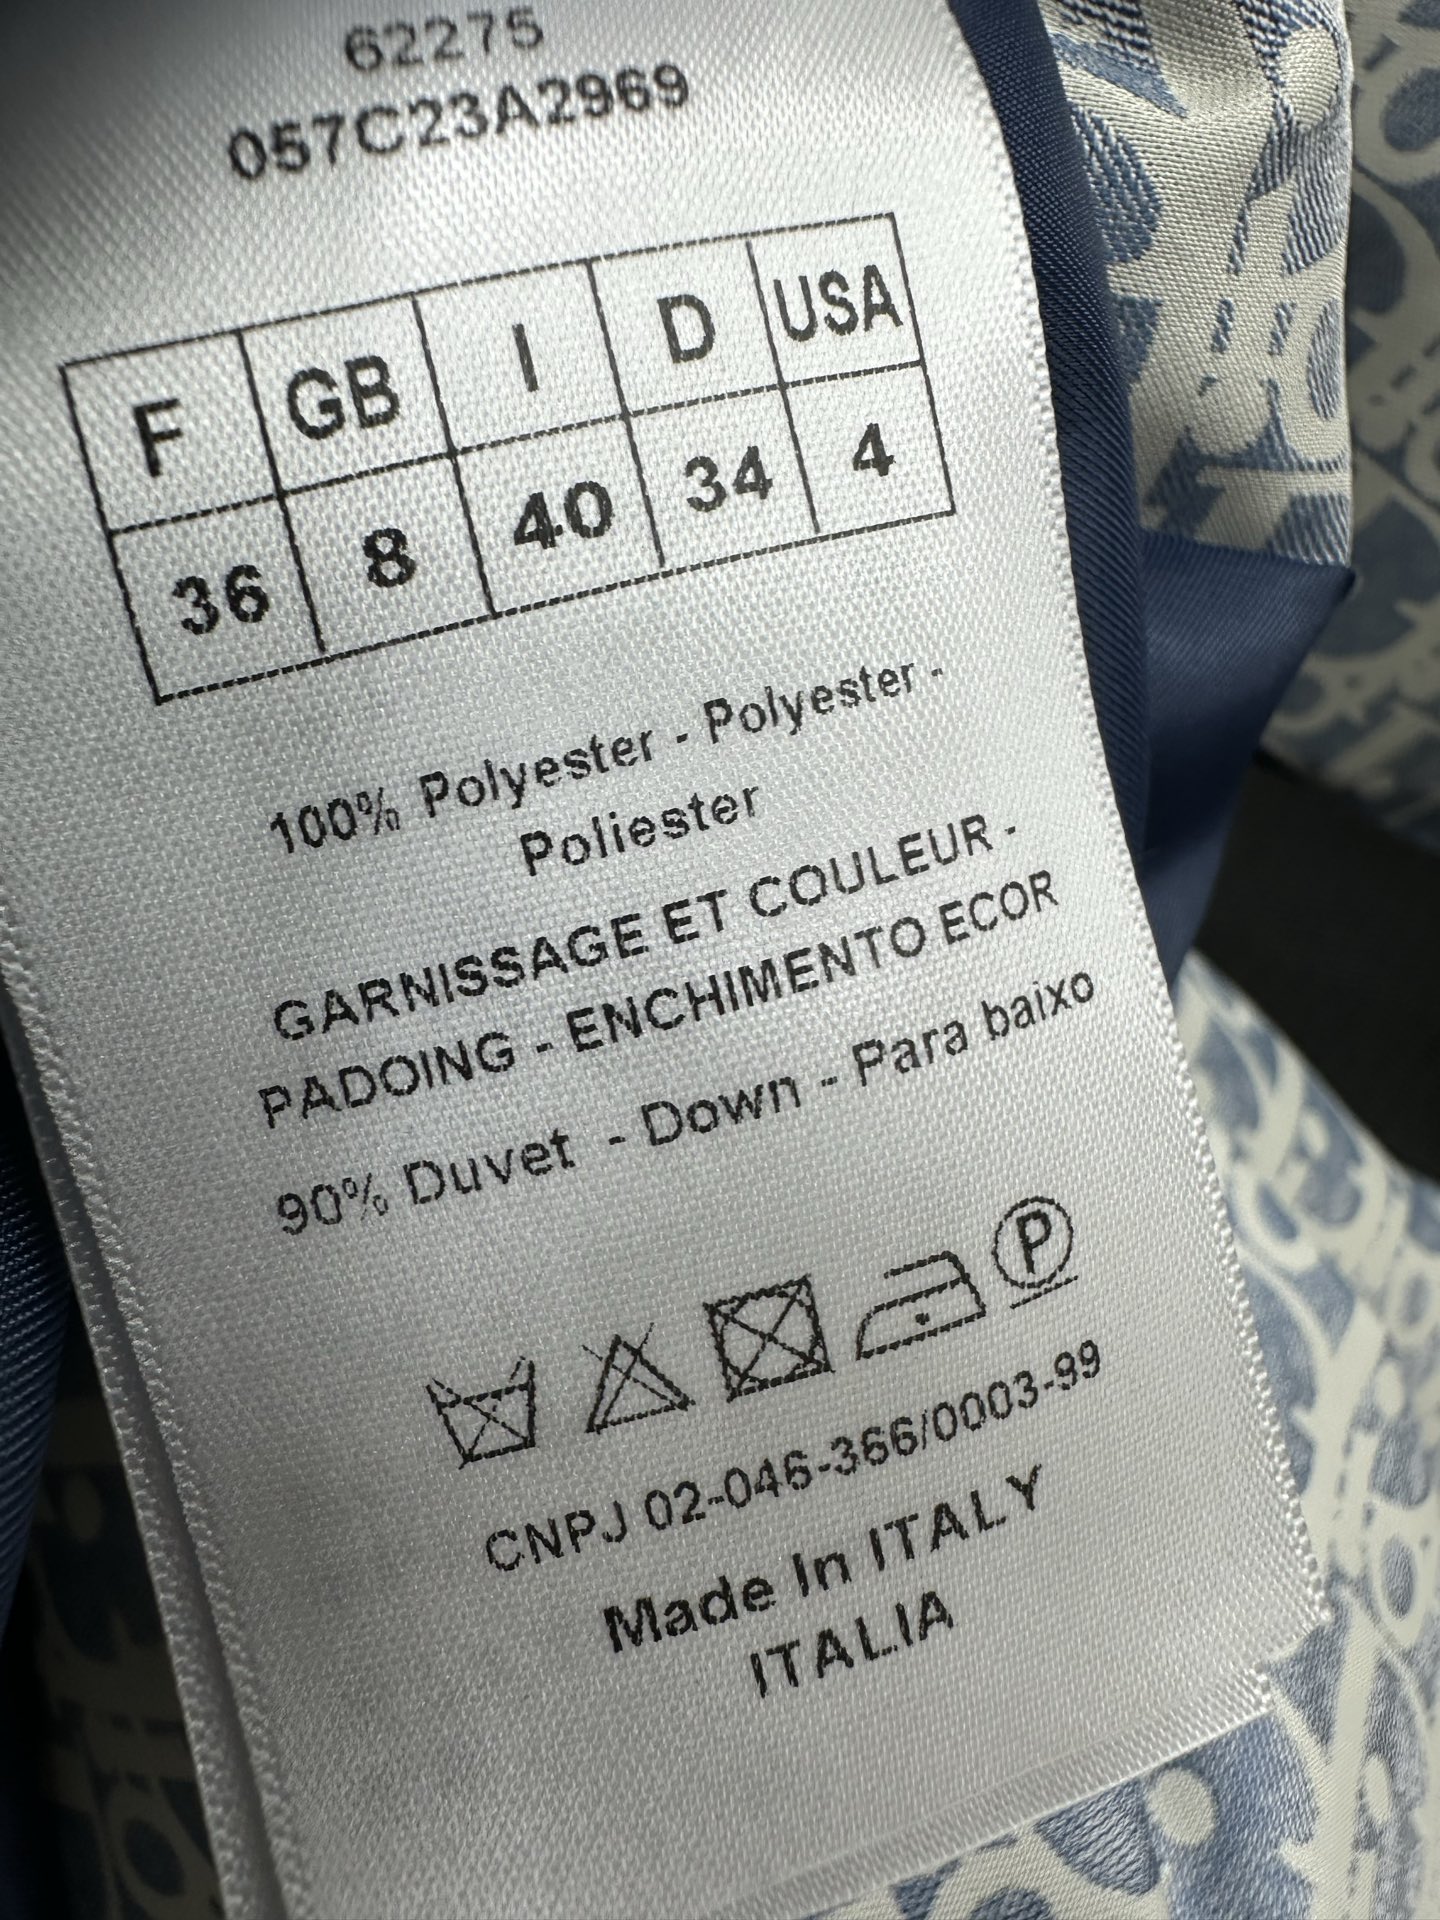 62275
057C23A2969
F GB I D USA
36 8 40 34 4
100% Polyester - Polyester -
Poliester
GARNISSAGE ET COULEUR -
PADOING - ENCHIMENTO ECOR
90% Duvet - Down - Para baixo
P
CNPJ 02-046-366/0003-99
Made In ITALY
ITALIA